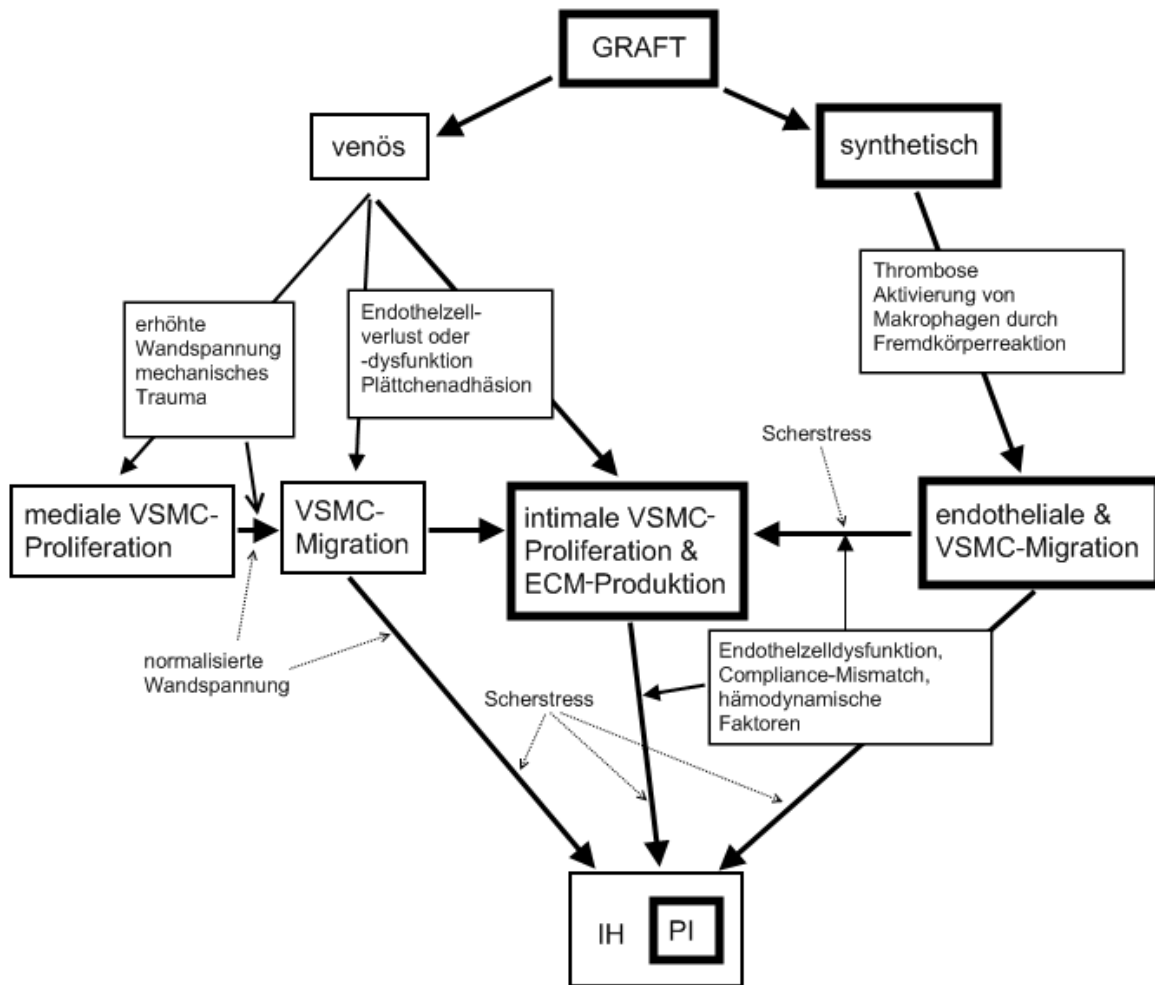 GRAFT
venös
synthetisch
erhöhte
Wandspannung
mechanisches
Trauma
Endothelzell-
verlust oder
-dysfunktion
Plättchenadhäsion
Thrombose
Aktivierung von
Makrophagen durch
Fremdkörperreaktion
Scherstress
mediale VSMC-
Proliferation
VSMC-
Migration
intimale VSMC-
Proliferation &
ECM-Produktion
endotheliale &
VSMC-Migration
normalisierte
Wandspannung
Scherstress
Endothelzelldysfunktion,
Compliance-Mismatch,
hämodynamische
Faktoren
IH
PI